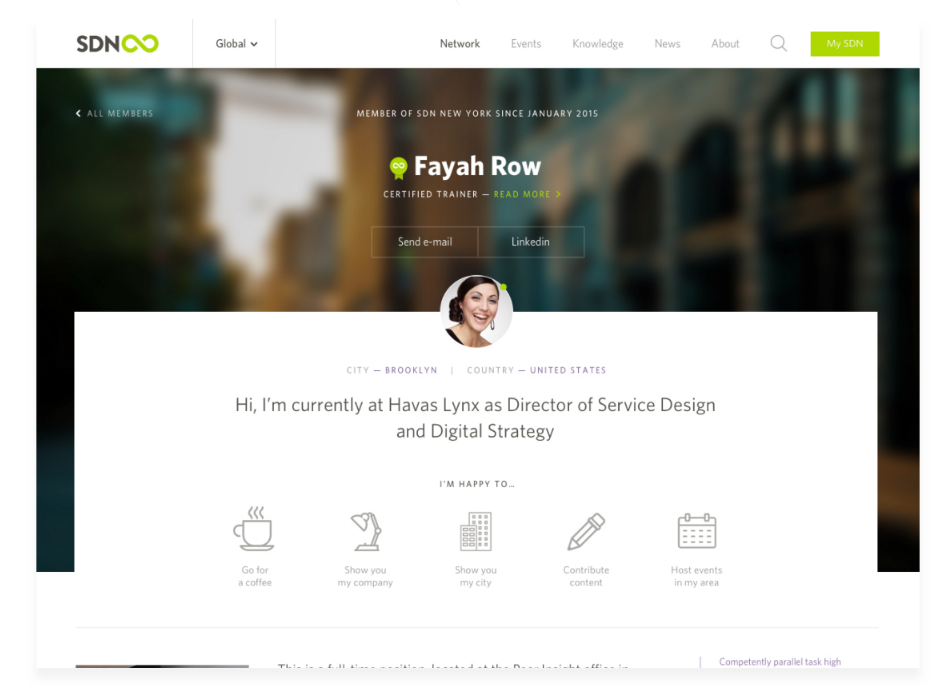 SDN
Global
Network Events Knowledge News About My SDN
ALL MEMBERS
MEMBER OF SDN NEW YORK SINCE JANUARY 2015
Fayah Row
CERTIFIED TRAINER — READ MORE >
Send e-mail Linkedin
CITY — BROOKLYN | COUNTRY — UNITED STATES
Hi, I'm currently at Havas Lynx as Director of Service Design
and Digital Strategy
I'M HAPPY TO...
Go for
a coffee
Show you
my company
Show you
my city
Contribute
content
Host events
in my area
This is a full-time position, located at the Peer Insight office in
Competently parallel task high